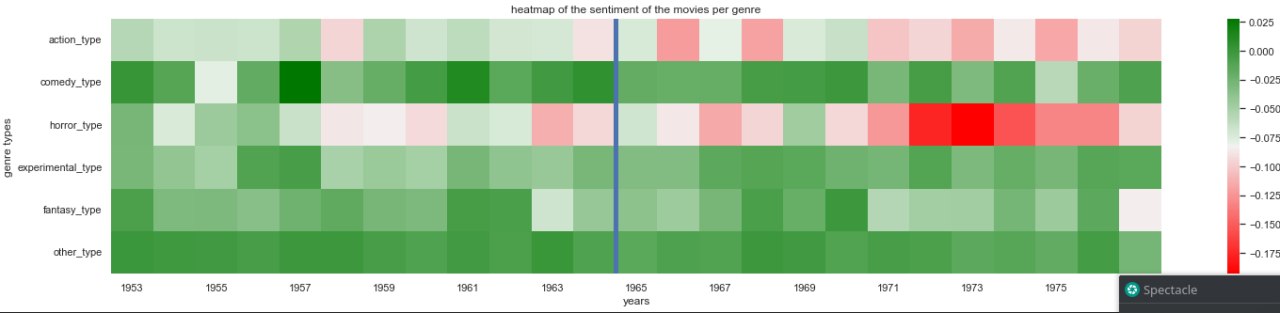 heatmap of the sentiment of the movies per genre
genre types
action_type
comedy_type
horror_type
experimental_type
fantasy_type
other_type
1953 1955 1957 1959 1961 1963 1965 1967 1969 1971 1973 1975
years
0.025
0.000
-0.025
-0.050
-0.075
-0.100
-0.125
-0.150
-0.175
Spectacle